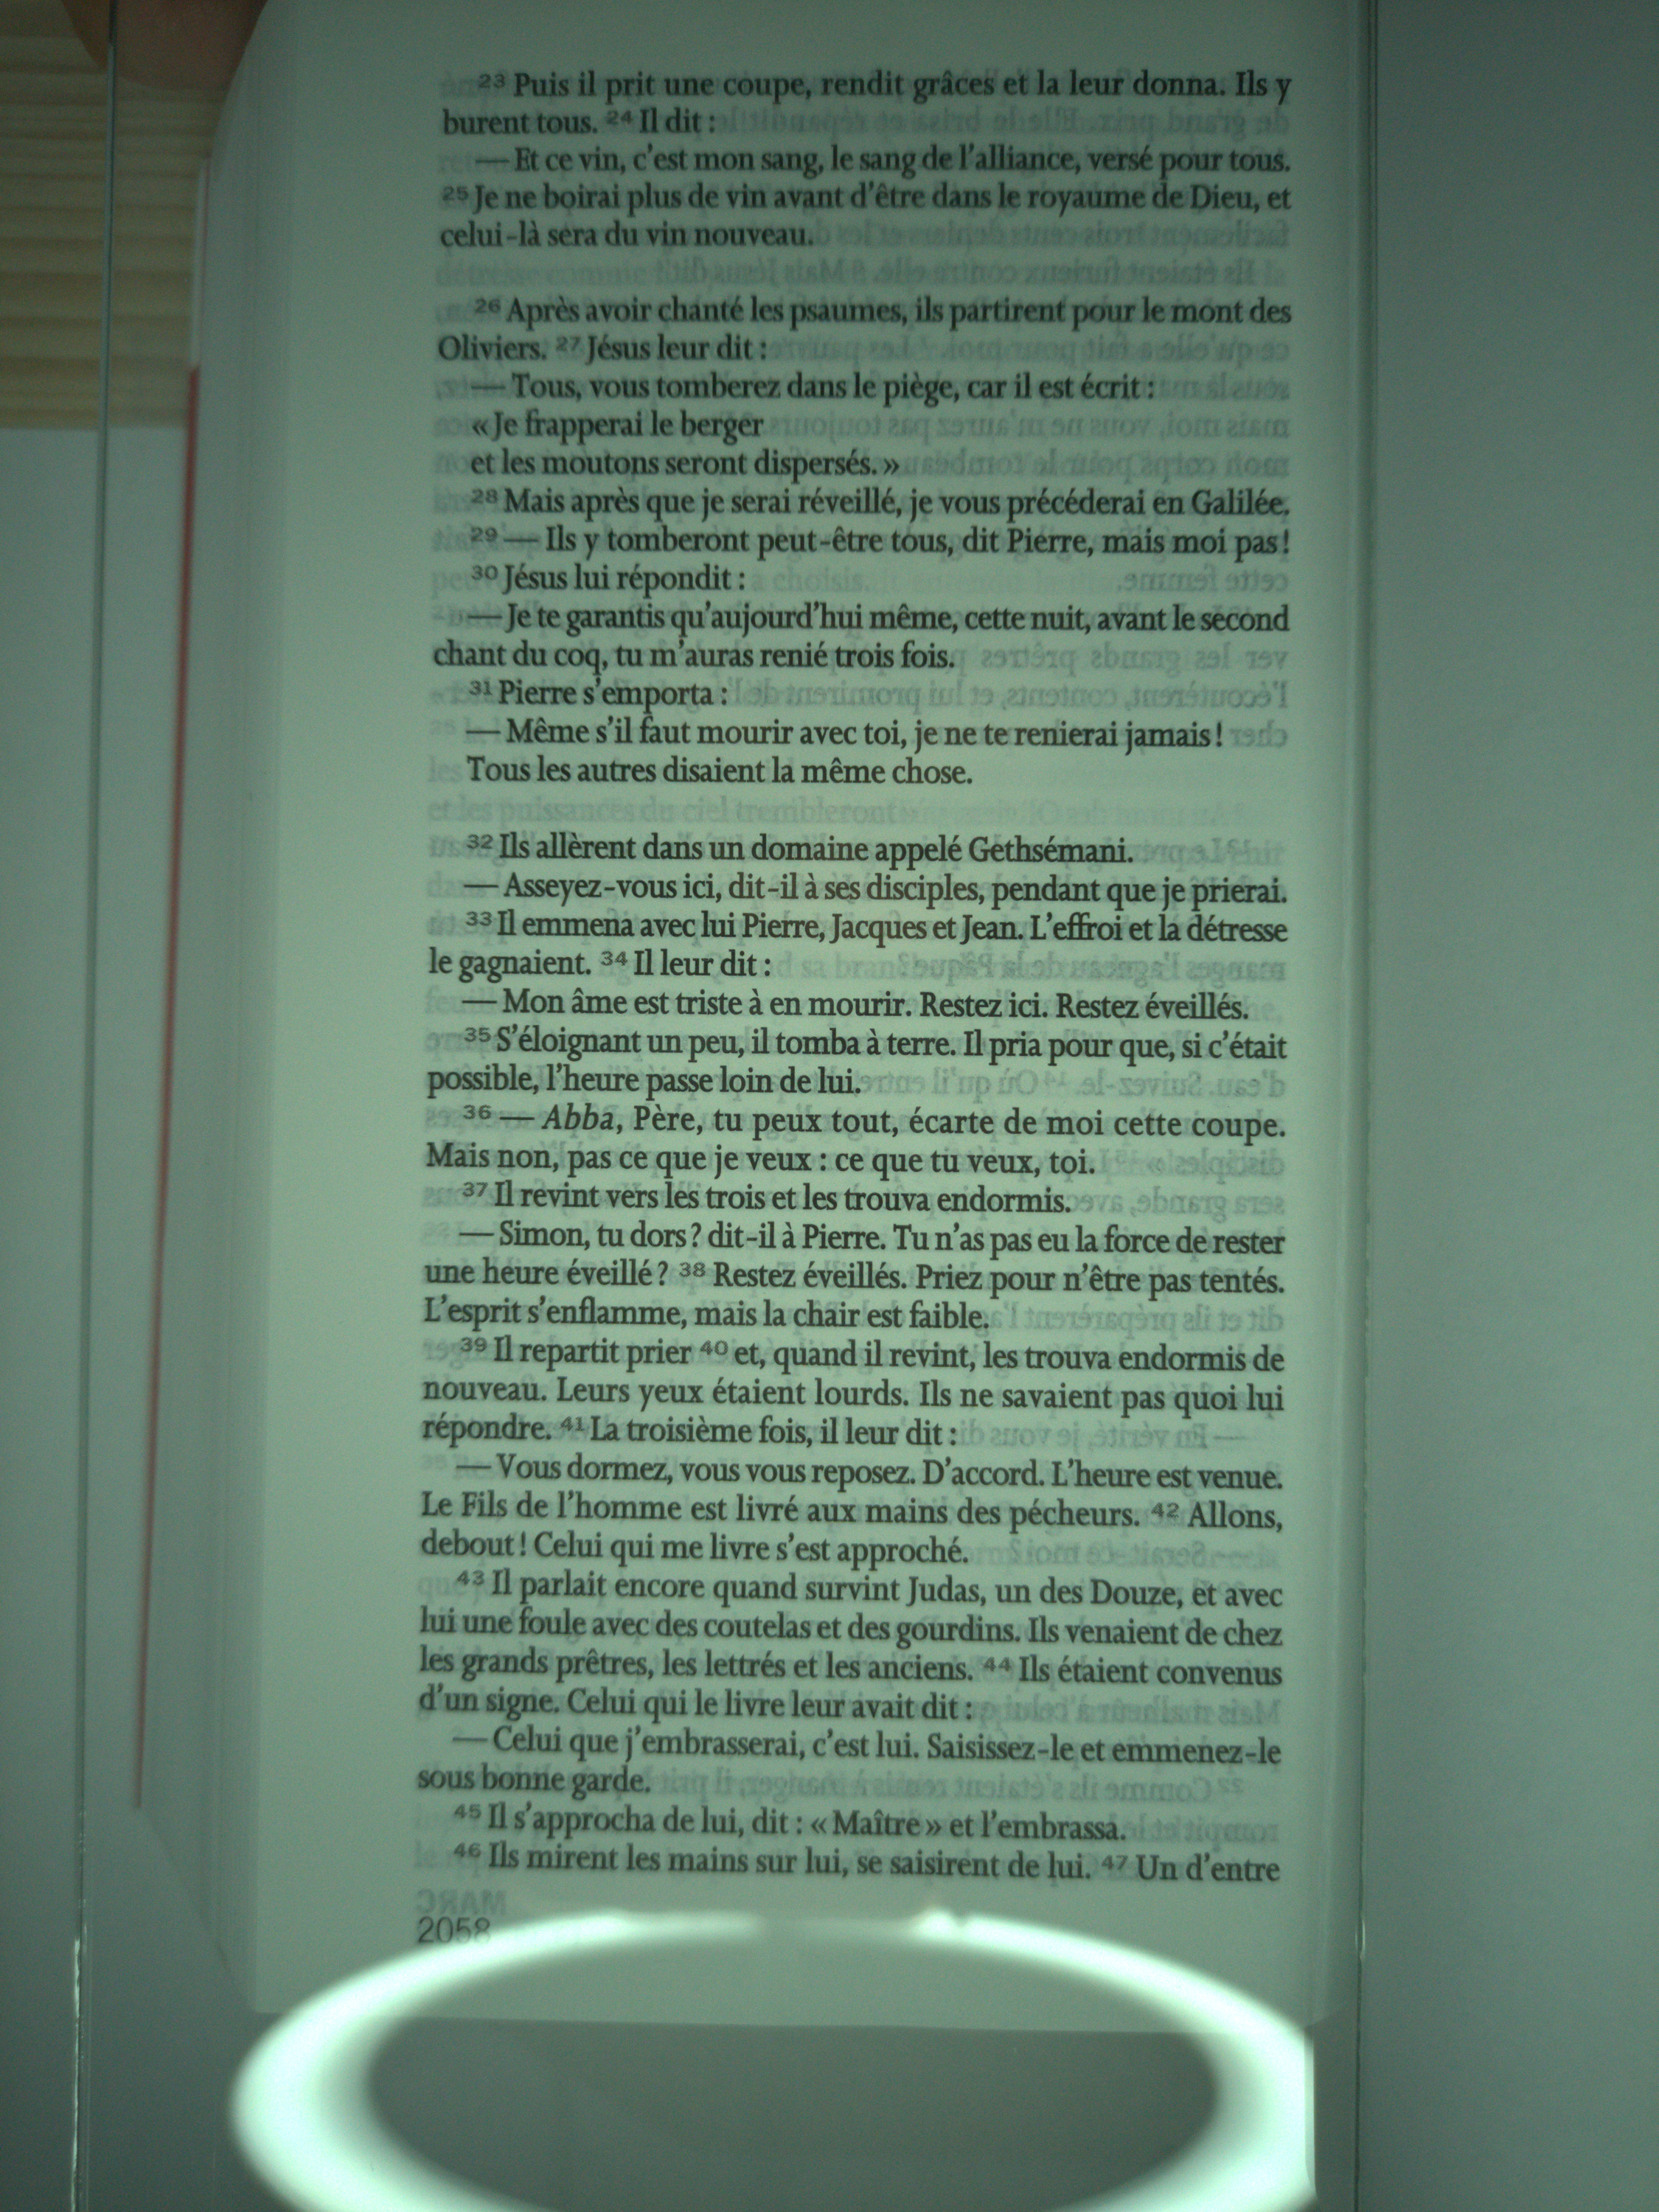 23 Puis il prit une coupe, rendit grâces et la leur donna. Ils y
burent tous. 24 Il dit :
— Et ce vin, c'est mon sang, le sang de l'alliance, versé pour tous.
25 Je ne boirai plus de vin avant d'être dans le royaume de Dieu, et
celui-là sera du vin nouveau.
26 Après avoir chanté les psaumes, ils partirent pour le mont des
Oliviers. 27 Jésus leur dit :
— Tous, vous tomberez dans le piège, car il est écrit :
« Je frapperai le berger
et les moutons seront dispersés. »
28 Mais après que je serai réveillé, je vous précéderai en Galilée.
29 — Ils y tomberont peut-être tous, dit Pierre, mais moi pas !
30 Jésus lui répondit :
— Je te garantis qu'aujourd'hui même, cette nuit, avant le second
chant du coq, tu m'auras renié trois fois.
31 Pierre s'emporta :
— Même s'il faut mourir avec toi, je ne te renierai jamais !
Tous les autres disaient la même chose.
32 Ils allèrent dans un domaine appelé Gethsémani.
— Asseyez-vous ici, dit-il à ses disciples, pendant que je prierai.
33 Il emmena avec lui Pierre, Jacques et Jean. L'effroi et la détresse
le gagnaient. 34 Il leur dit :
— Mon âme est triste à en mourir. Restez ici. Restez éveillés.
35 S'éloignant un peu, il tomba à terre. Il pria pour que, si c'était
possible, l'heure passe loin de lui.
36 — Abba, Père, tu peux tout, écarte de moi cette coupe.
Mais non, pas ce que je veux : ce que tu veux, toi.
37 Il revint vers les trois et les trouva endormis.
— Simon, tu dors ? dit-il à Pierre. Tu n'as pas eu la force de rester
une heure éveillé ? 38 Restez éveillés. Priez pour n'être pas tentés.
L'esprit s'enflamme, mais la chair est faible.
39 Il repartit prier 40 et, quand il revint, les trouva endormis de
nouveau. Leurs yeux étaient lourds. Ils ne savaient pas quoi lui
répondre. 41 La troisième fois, il leur dit :
— Vous dormez, vous vous reposez. D'accord. L'heure est venue.
Le Fils de l'homme est livré aux mains des pécheurs. 42 Allons,
debout ! Celui qui me livre s'est approché.
43 Il parlait encore quand survint Judas, un des Douze, et avec
lui une foule avec des coutelas et des gourdins. Ils venaient de chez
les grands prêtres, les lettrés et les anciens. 44 Ils étaient convenus
d'un signe. Celui qui le livre leur avait dit :
— Celui que j'embrasserai, c'est lui. Saisissez-le et emmenez-le
sous bonne garde.
45 Il s'approcha de lui, dit : « Maître » et l'embrassa.
46 Ils mirent les mains sur lui, se saisirent de lui. 47 Un d'entre
2058